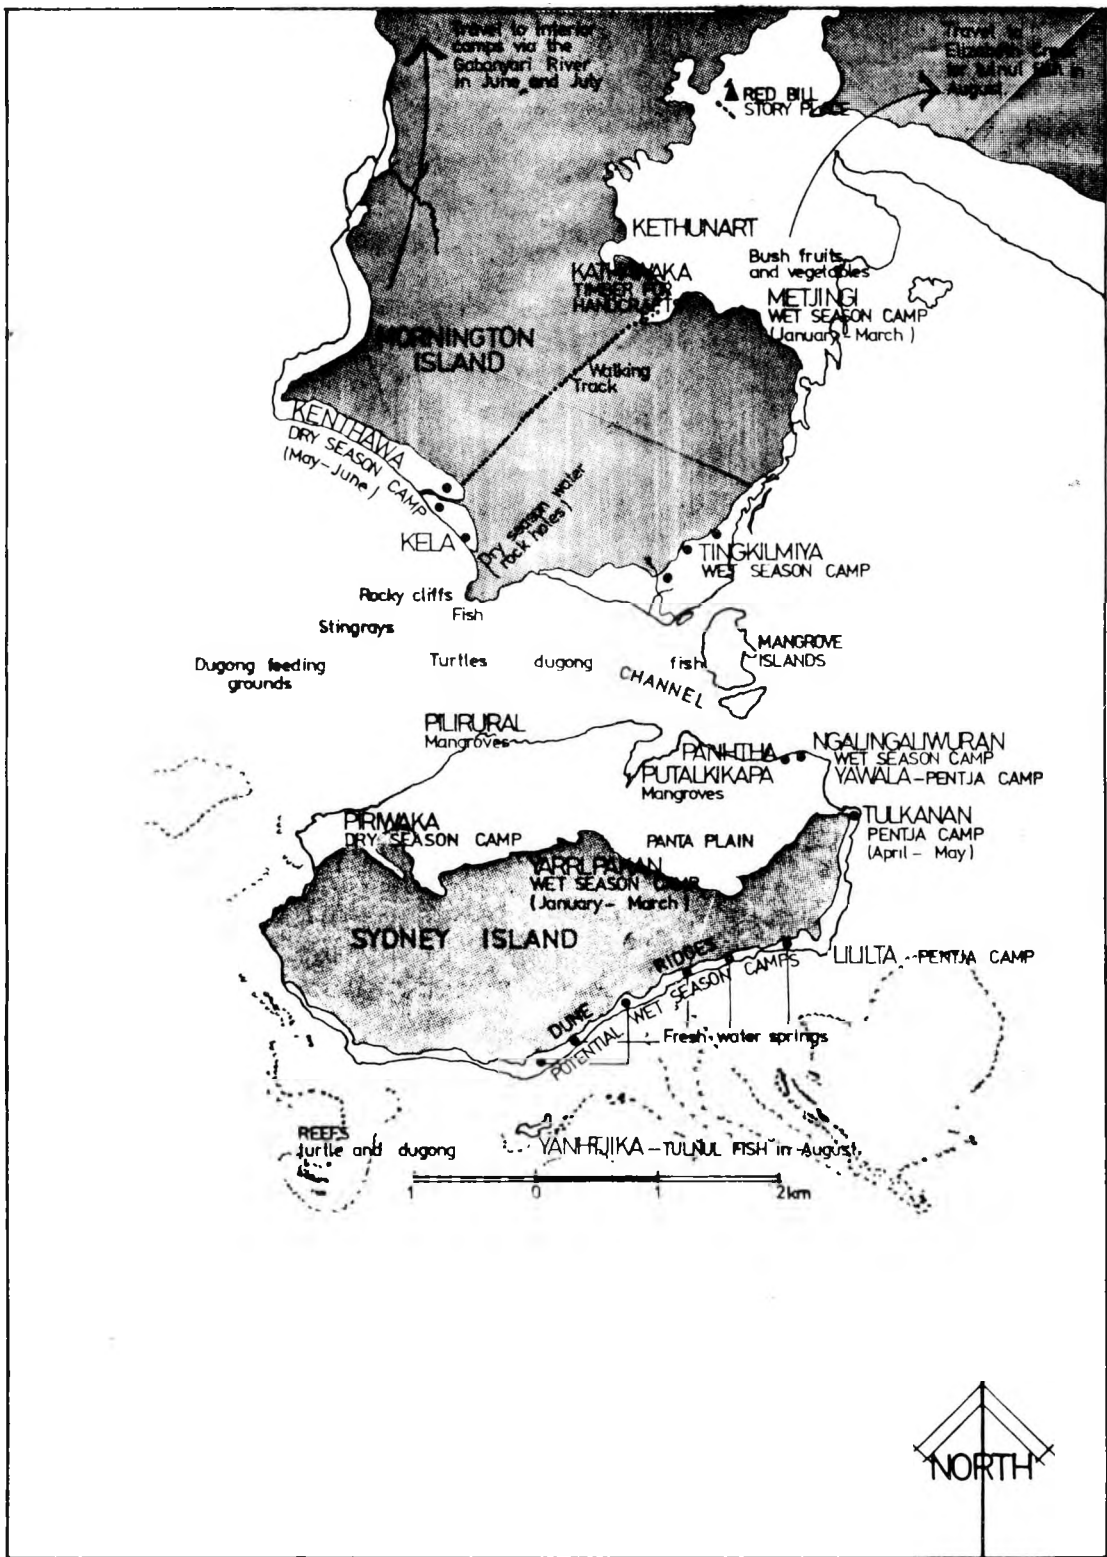 Travel to Interior
camps via the
Gabanyari River
in June and July
Travel to
Elizabeth Creek
for tulnul fish in
August.
RED BILL
STORY PLACE
KETHUNART
Bush fruits
and vegetables
KATHAWAKA
TIMBER FOR
HANDCRAFTS
METJINGI
WET SEASON CAMP
(January - March)
MORNINGTON
ISLAND
Walking
Track
KENTHAWA
DRY SEASON CAMP
(May - June)
KELA
Dry season water
(rock holes)
TINGKILMIYA
WET SEASON CAMP
Rocky cliffs
Fish
Stingrays
MANGROVE
ISLANDS
Dugong feeding
grounds
Turtles dugong fish
CHANNEL
PILIRURAL
Mangroves
PANHTHA
NGALINGALIWURAN
WET SEASON CAMP
YAWALA - PENTJA CAMP
PUTALKIKAPA
Mangroves
TULKANAN
PENTJA CAMP
(April - May)
PIRIWAKA
DRY SEASON CAMP
PANTA PLAIN
WET SEASON CAMP
(January - March)
SYDNEY ISLAND
DUNE RIDGES
POTENTIAL WET SEASON CAMPS
LILILTA - PENTJA CAMP
Fresh water springs
REEFS
turtle and dugong
- TULNUL FISH in August.
1 0 1 2km
NORTH